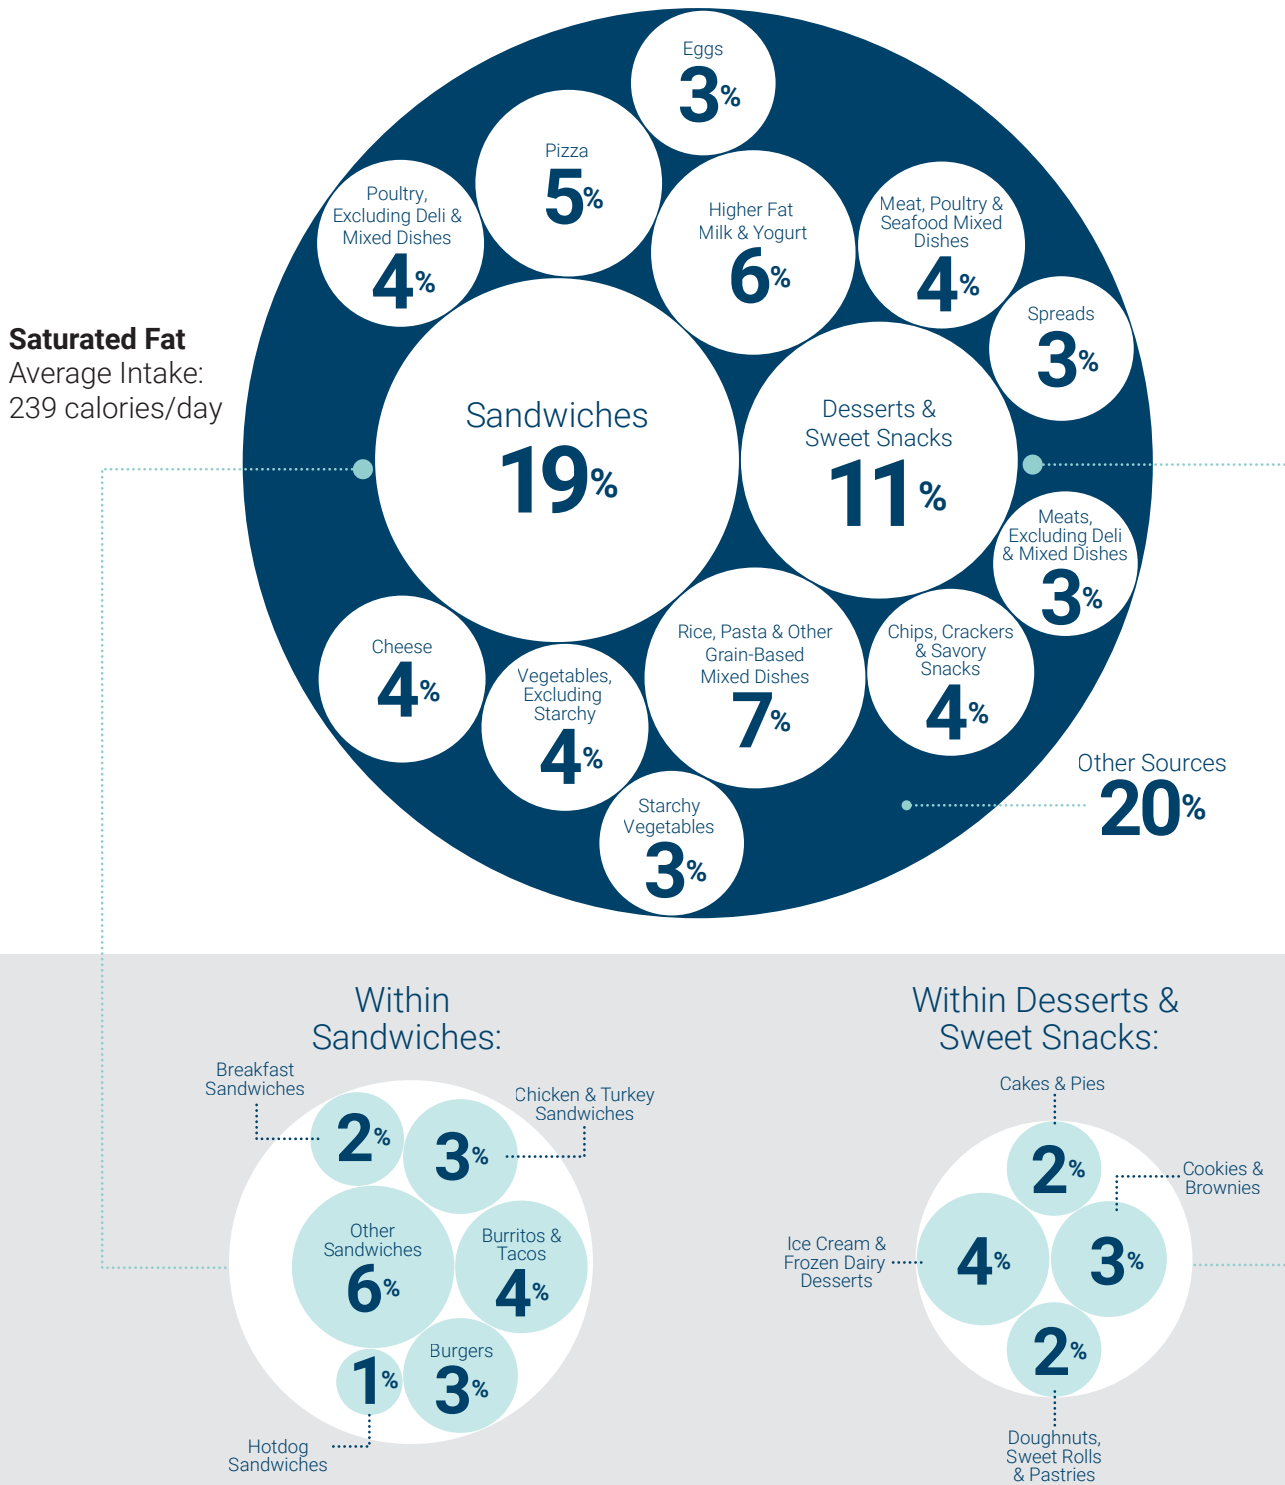 Eggs
3%
Pizza
5%
Poultry,
Excluding Deli &
Mixed Dishes
4%
Higher Fat
Milk & Yogurt
6%
Meat, Poultry &
Seafood Mixed
Dishes
4%
Spreads
3%
Saturated Fat
Average Intake:
239 calories/day
Sandwiches
19%
Desserts &
Sweet Snacks
11%
Meats,
Excluding Deli
& Mixed Dishes
3%
Cheese
4%
Vegetables,
Excluding
Starchy
4%
Rice, Pasta & Other
Grain-Based
Mixed Dishes
7%
Chips, Crackers
& Savory
Snacks
4%
Starchy
Vegetables
3%
Other Sources
20%
Within
Sandwiches:
Breakfast
Sandwiches
2%
Chicken & Turkey
Sandwiches
3%
Other
Sandwiches
6%
Burritos &
Tacos
4%
Hotdog
Sandwiches
1%
Burgers
3%
Within Desserts &
Sweet Snacks:
Cakes & Pies
2%
Cookies &
Brownies
3%
Ice Cream &
Frozen Dairy
Desserts
4%
2%
Doughnuts,
Sweet Rolls
& Pastries